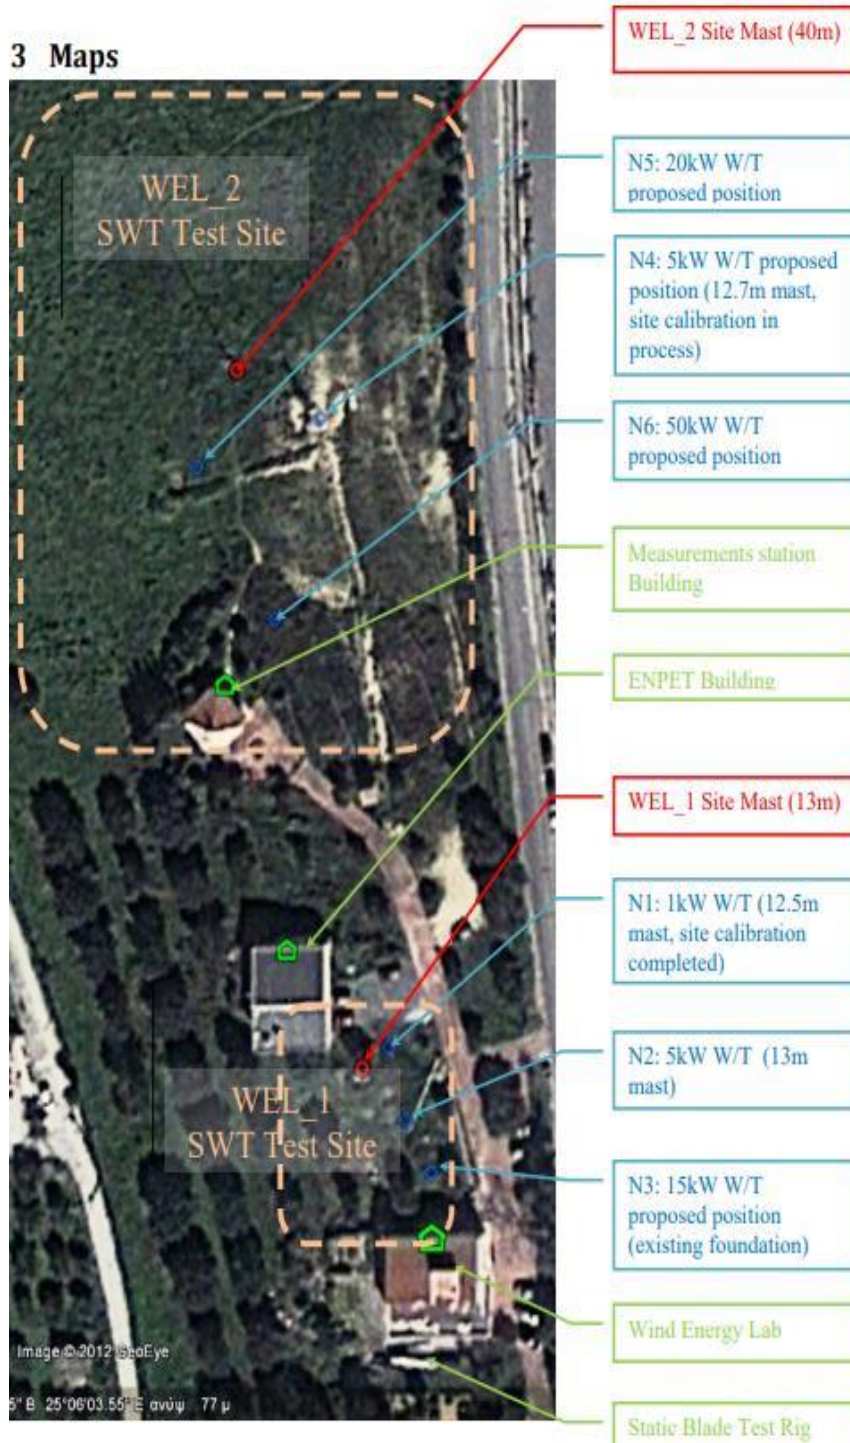 3 Maps
WEL_2 Site Mast (40m)
WEL_2
SWT Test Site
N5: 20kW W/T
proposed position
N4: 5kW W/T proposed
position (12.7m mast,
site calibration in
process)
N6: 50kW W/T
proposed position
Measurements station
Building
ENPET Building
WEL_1 Site Mast (13m)
N1: 1kW W/T (12.5m
mast, site calibration
completed)
N2: 5kW W/T (13m
mast)
WEL_1
SWT Test Site
N3: 15kW W/T
proposed position
(existing foundation)
Wind Energy Lab
Static Blade Test Rig
Image © 2012 GeoEye
5" B 25°06'03.55" E ανύψ 77 μ